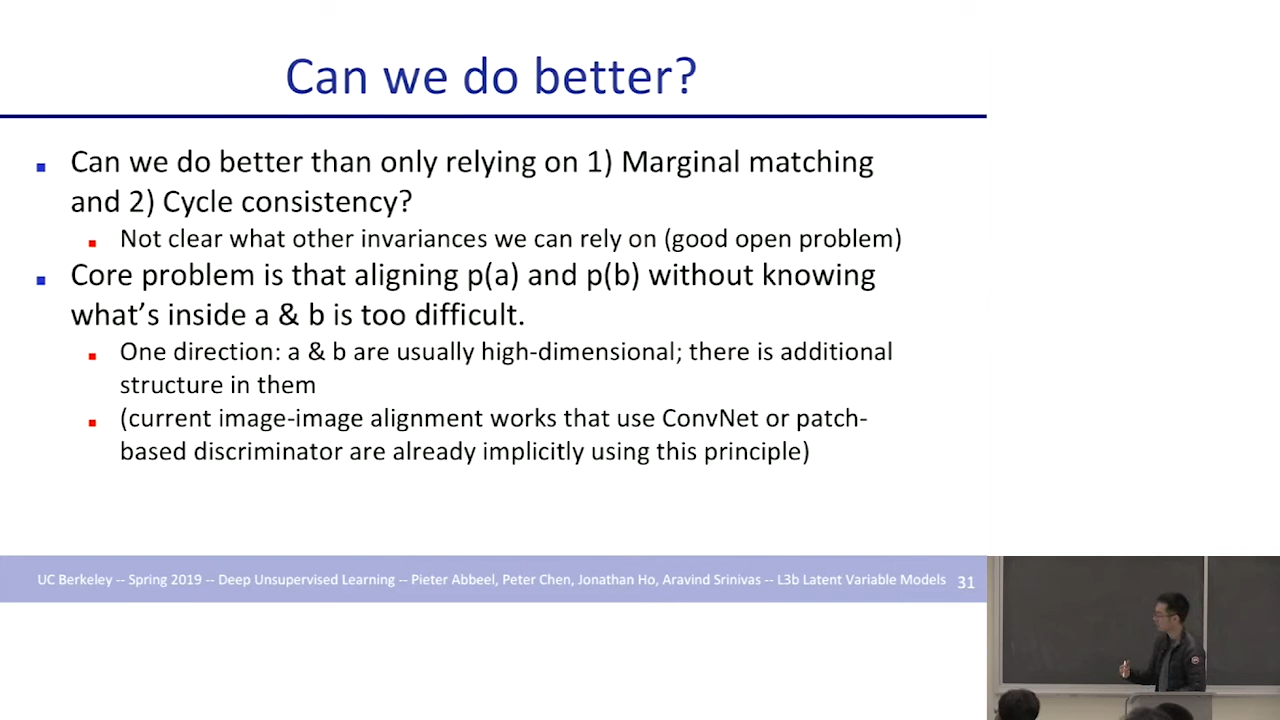 Can we do better?
Can we do better than only relying on 1) Marginal matching
and 2) Cycle consistency?
Not clear what other invariances we can rely on (good open problem)
Core problem is that aligning p(a) and p(b) without knowing
what's inside a & b is too difficult.
One direction: a & b are usually high-dimensional; there is additional
structure in them
(current image-image alignment works that use ConvNet or patch-
based discriminator are already implicitly using this principle)
UC Berkeley -- Spring 2019 -- Deep Unsupervised Learning -- Pieter Abbeel, Peter Chen, Jonathan Ho, Aravind Srinivas -- L3b Latent Variable Models 31